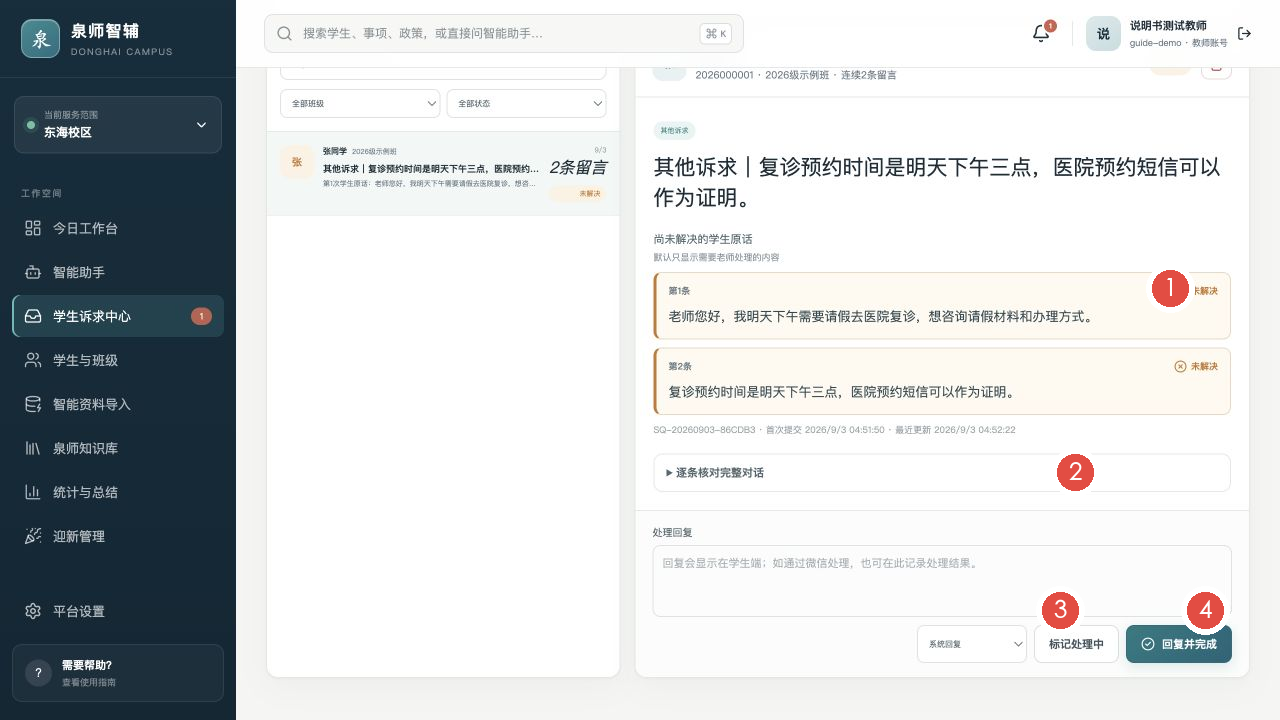 泉
泉师智辅
DONGHAI CAMPUS
当前服务范围
东海校区
工作空间
今日工作台
智能助手
学生诉求中心
1
学生与班级
智能资料导入
泉师知识库
统计与总结
迎新管理
平台设置
?
需要帮助?
查看使用指南
搜索学生、事项、政策，或直接问智能助手...
⌘ K
1
说
说明书测试教师
guide-demo · 教师账号
全部班级
全部状态
张
张同学 2026级示例班
9/3
其他诉求｜复诊预约时间是明天下午三点，医院预约...
2条留言
第1次学生原话：老师您好，我明天下午需要请假去医院复诊，想咨...
未解决
2026000001 · 2026级示例班 · 连续2条留言
其他诉求
其他诉求｜复诊预约时间是明天下午三点，医院预约短信可以
作为证明。
尚未解决的学生原话
默认只显示需要老师处理的内容
第1条
1
未解决
老师您好，我明天下午需要请假去医院复诊，想咨询请假材料和办理方式。
第2条
未解决
复诊预约时间是明天下午三点，医院预约短信可以作为证明。
SQ-20260903-86CDB3 · 首次提交 2026/9/3 04:51:50 · 最近更新 2026/9/3 04:52:22
逐条核对完整对话
2
处理回复
回复会显示在学生端；如通过微信处理，也可在此记录处理结果。
3
4
系统回复
标记处理中
回复并完成